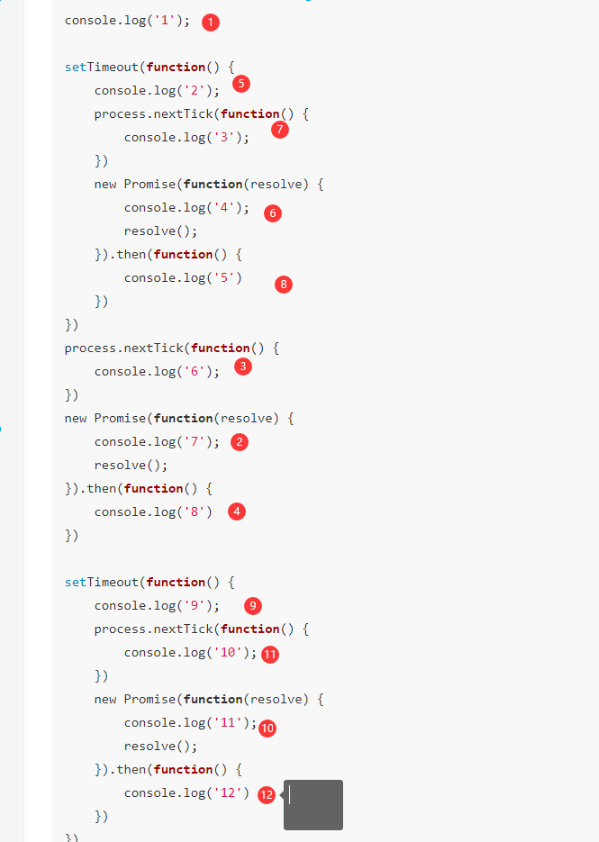 console.log('1'); 1
setTimeout(function() {
console.log('2'); 5
process.nextTick(function() {
console.log('3'); 7
})
new Promise(function(resolve) {
console.log('4'); 6
resolve();
}).then(function() {
console.log('5') 8
})
})
process.nextTick(function() {
console.log('6'); 3
})
new Promise(function(resolve) {
console.log('7'); 2
resolve();
}).then(function() {
console.log('8') 4
})
setTimeout(function() {
console.log('9'); 9
process.nextTick(function() {
console.log('10'); 11
})
new Promise(function(resolve) {
console.log('11'); 10
resolve();
}).then(function() {
console.log('12') 12
})
})